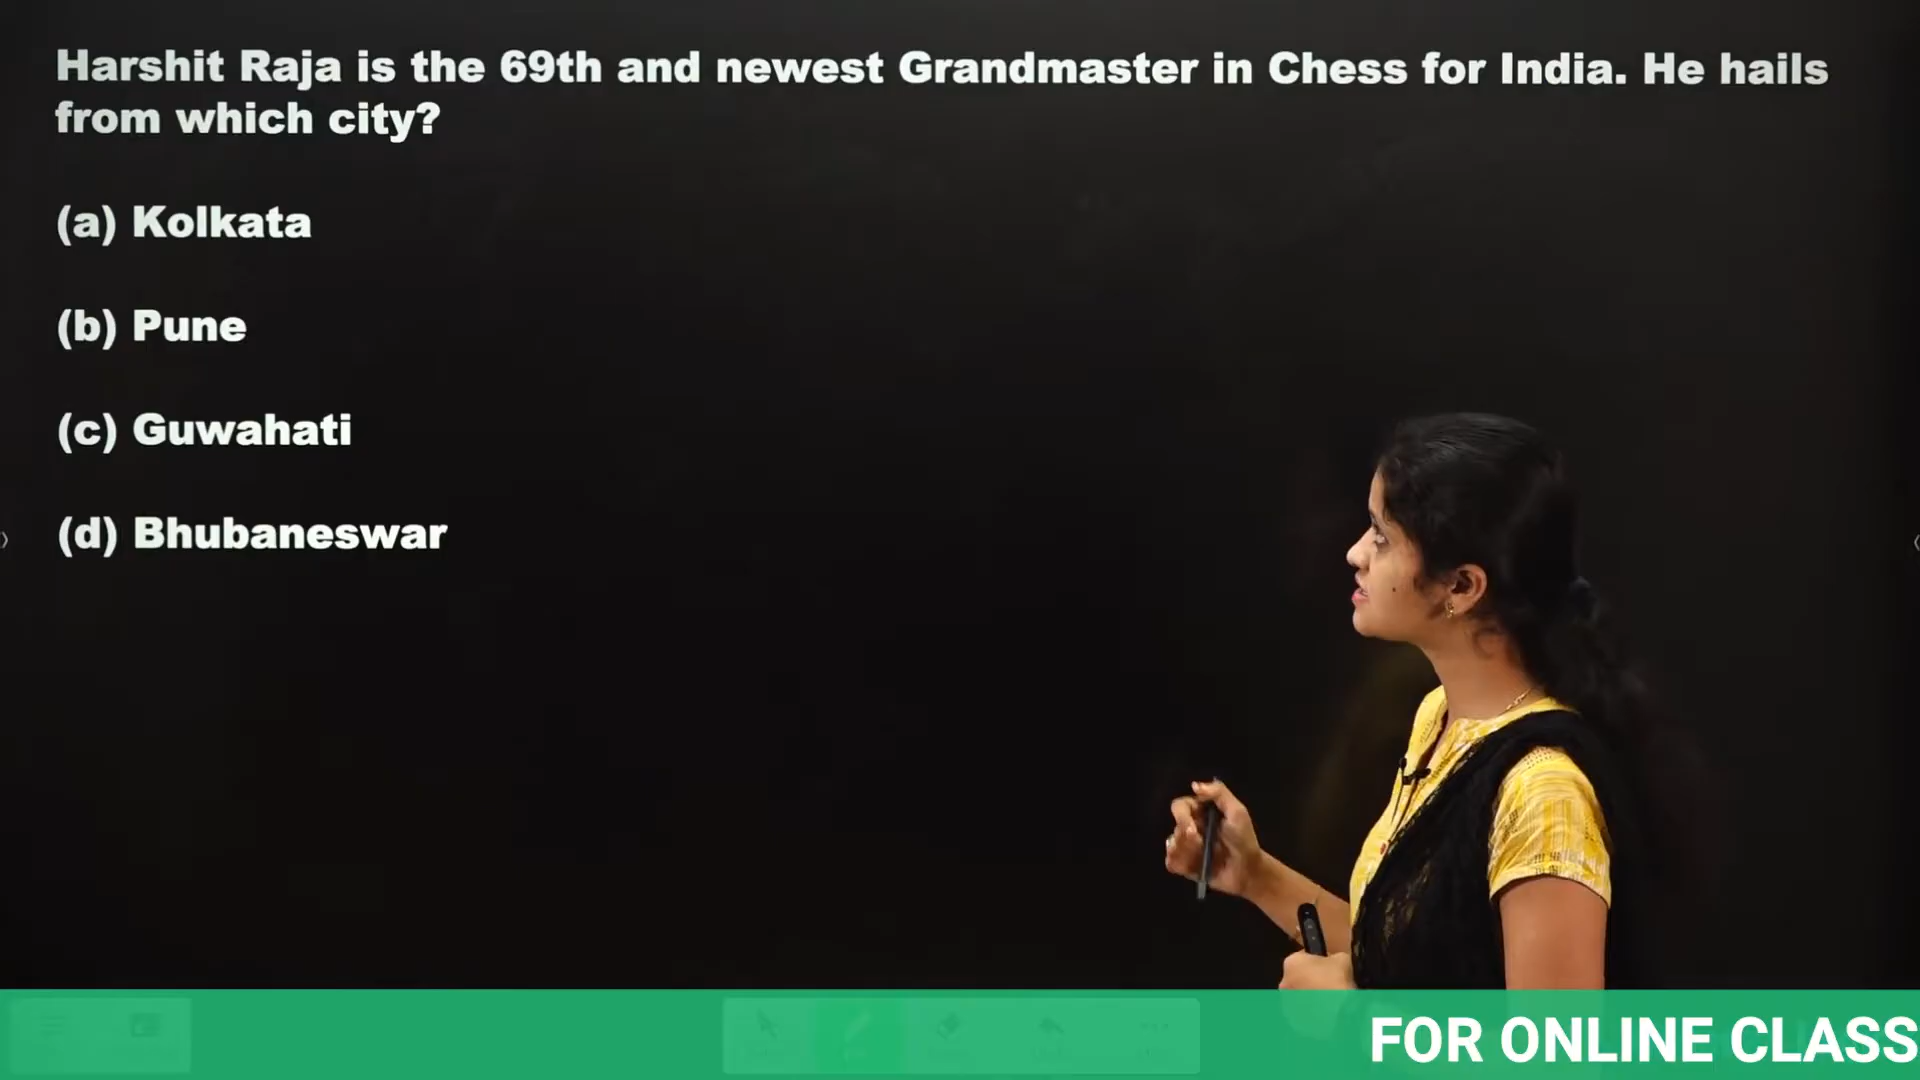 Harshit Raja is the 69th and newest Grandmaster in Chess for India. He hails
from which city?
(a) Kolkata
(b) Pune
(c) Guwahati
(d) Bhubaneswar
FOR ONLINE CLASS